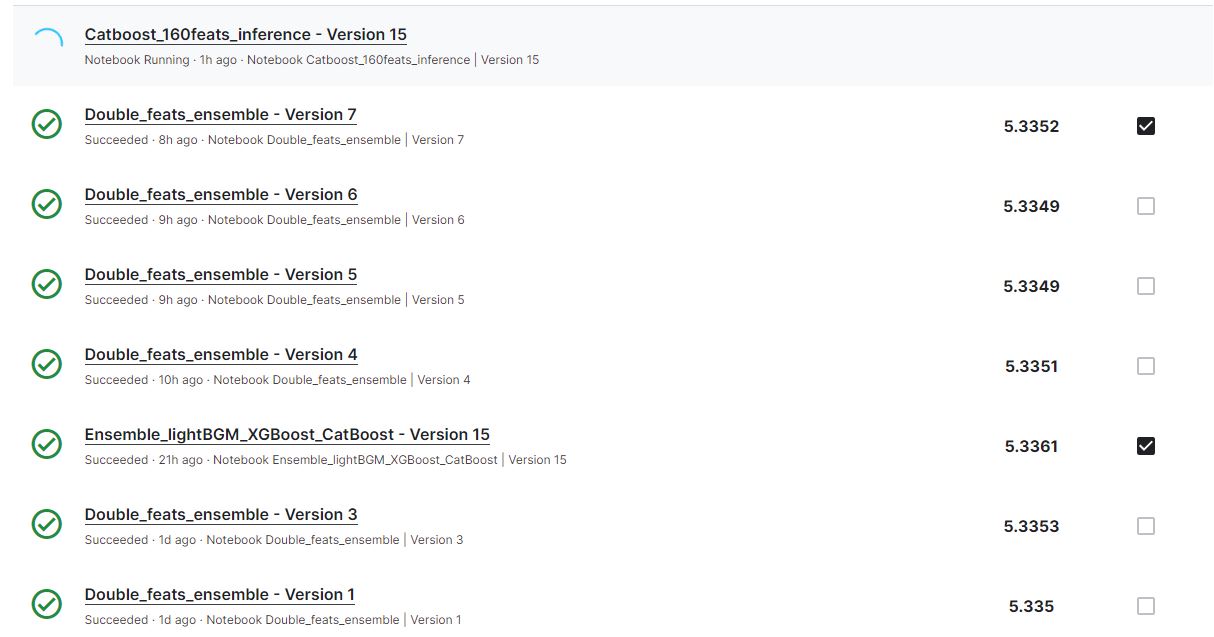 Catboost_160feats_inference - Version 15
Notebook Running · 1h ago · Notebook Catboost_160feats_inference | Version 15
Double_feats_ensemble - Version 7
5.3352
Succeeded · 8h ago · Notebook Double_feats_ensemble | Version 7
Double_feats_ensemble - Version 6
5.3349
Succeeded · 9h ago · Notebook Double_feats_ensemble | Version 6
Double_feats_ensemble - Version 5
5.3349
Succeeded · 9h ago · Notebook Double_feats_ensemble | Version 5
Double_feats_ensemble - Version 4
5.3351
Succeeded · 10h ago · Notebook Double_feats_ensemble | Version 4
Ensemble_lightBGM_XGBoost_CatBoost - Version 15
5.3361
Succeeded · 21h ago · Notebook Ensemble_lightBGM_XGBoost_CatBoost | Version 15
Double_feats_ensemble - Version 3
5.3353
Succeeded · 1d ago · Notebook Double_feats_ensemble | Version 3
Double_feats_ensemble - Version 1
5.335
Succeeded · 1d ago · Notebook Double_feats_ensemble | Version 1